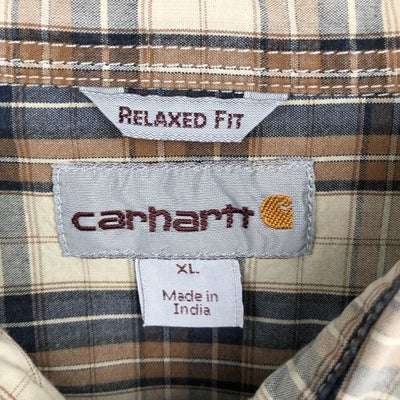 RELAXED FIT
carhartt
XL
Made in
India